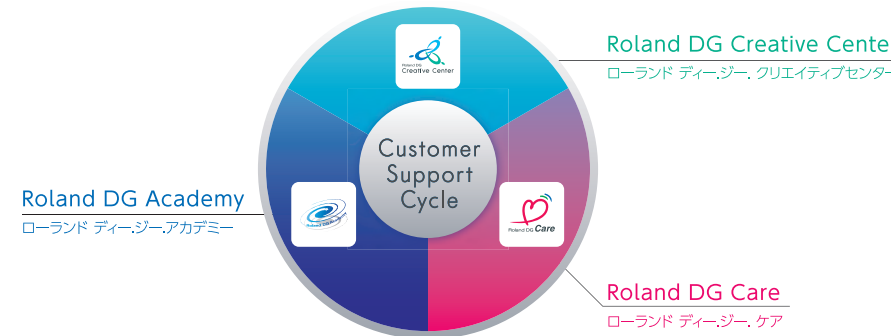 Roland DG
Creative Center
Roland DG Creative Cente
ローランド ディー.ジー. クリエイティブセンター
Customer
Support
Cycle
Roland DG Academy
ローランド ディー.ジー.アカデミー
Roland DG Academy
Roland DG Care
Roland DG Care
ローランド ディー.ジー. ケア